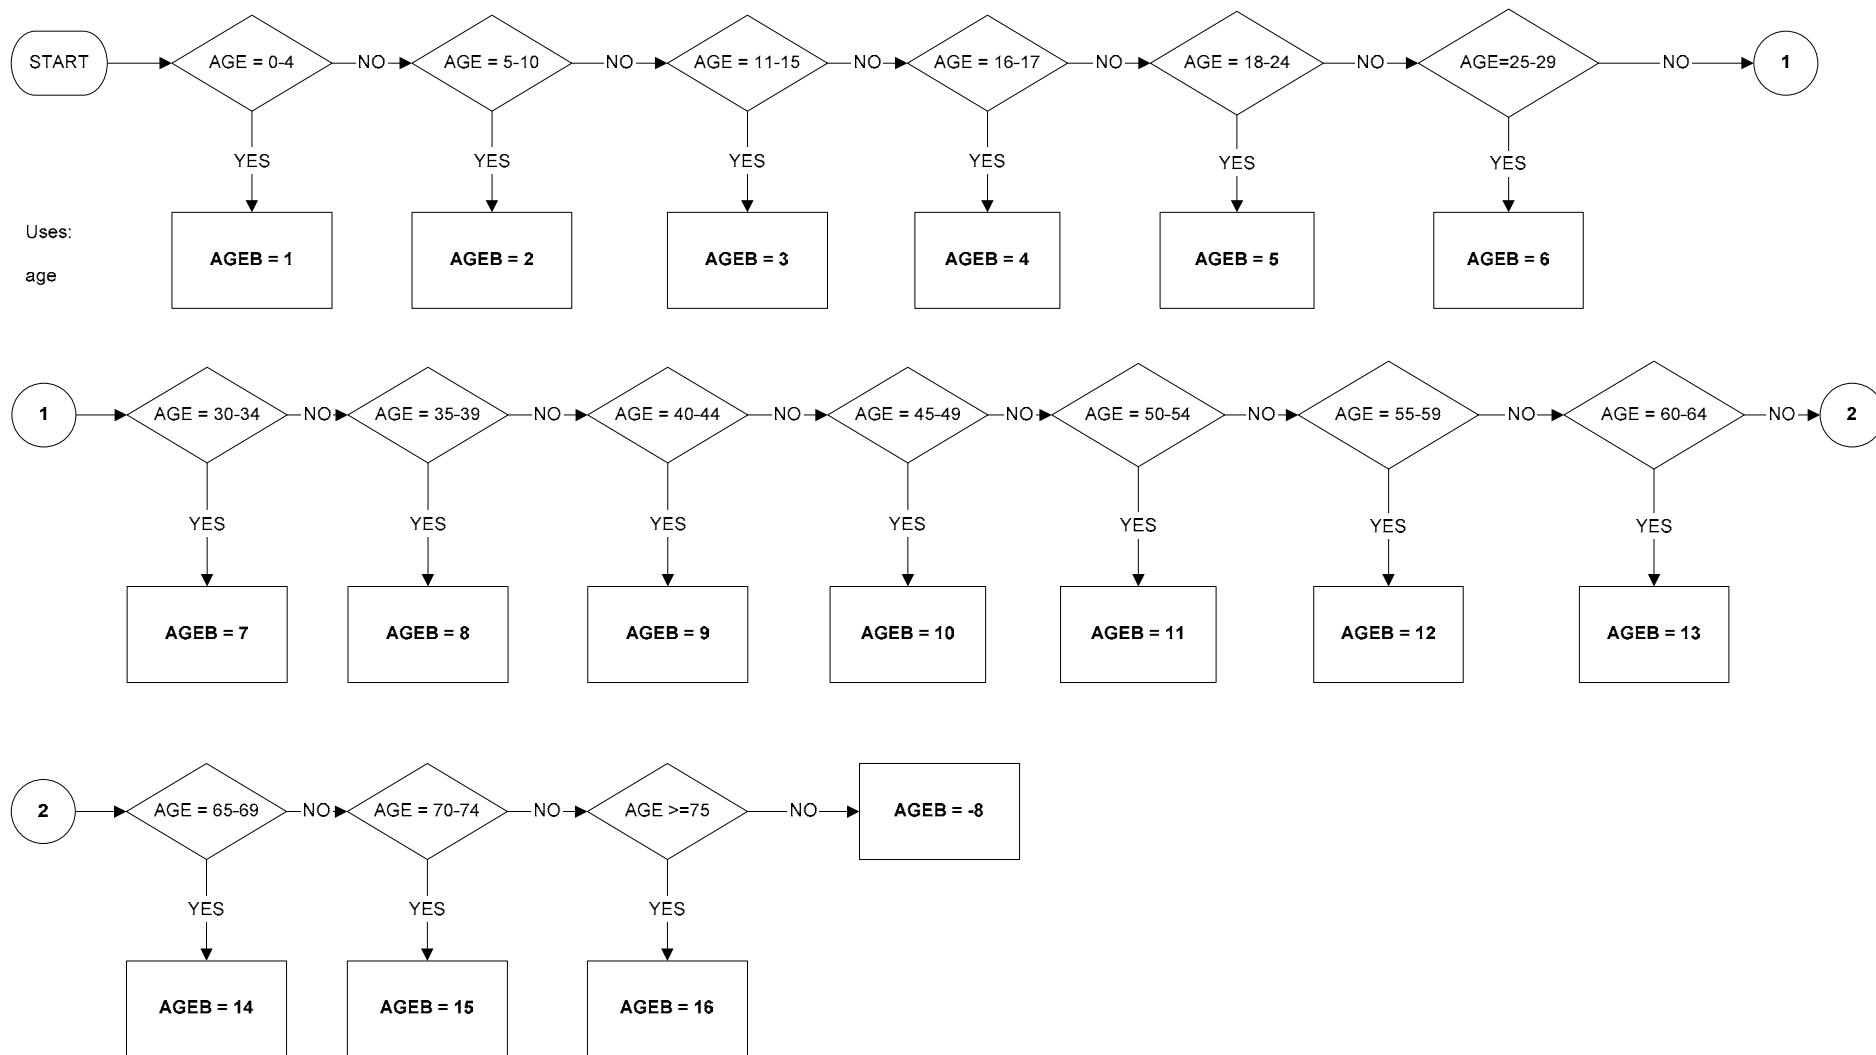 START
AGE = 0-4
NO
AGE = 5-10
NO
AGE = 11-15
NO
AGE = 16-17
NO
AGE = 18-24
NO
AGE=25-29
NO
1
YES
YES
YES
YES
YES
YES
Uses:
age
AGEB = 1
AGEB = 2
AGEB = 3
AGEB = 4
AGEB = 5
AGEB = 6
1
AGE = 30-34
NO
AGE = 35-39
NO
AGE = 40-44
NO
AGE = 45-49
NO
AGE = 50-54
NO
AGE = 55-59
NO
AGE = 60-64
NO
2
YES
YES
YES
YES
YES
YES
YES
AGEB = 7
AGEB = 8
AGEB = 9
AGEB = 10
AGEB = 11
AGEB = 12
AGEB = 13
2
AGE = 65-69
NO
AGE = 70-74
NO
AGE >=75
NO
AGEB = -8
YES
YES
YES
AGEB = 14
AGEB = 15
AGEB = 16